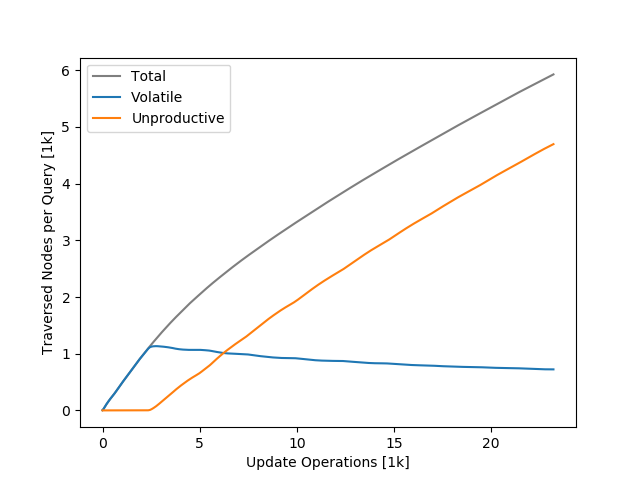 Total
Volatile
Unproductive
6
5
4
3
2
1
0
Traversed Nodes per Query [1k]
0 5 10 15 20
Update Operations [1k]